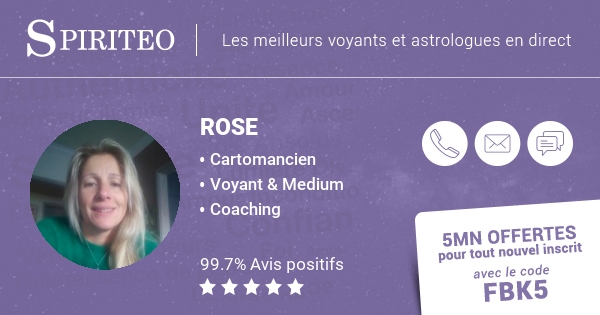 SPIRITEO
Les meilleurs voyants et astrologues en direct
ROSE
• Cartomancien
• Voyant & Medium
• Coaching
99.7% Avis positifs
5MN OFFERTES
pour tout nouvel inscrit
avec le code
FBK5